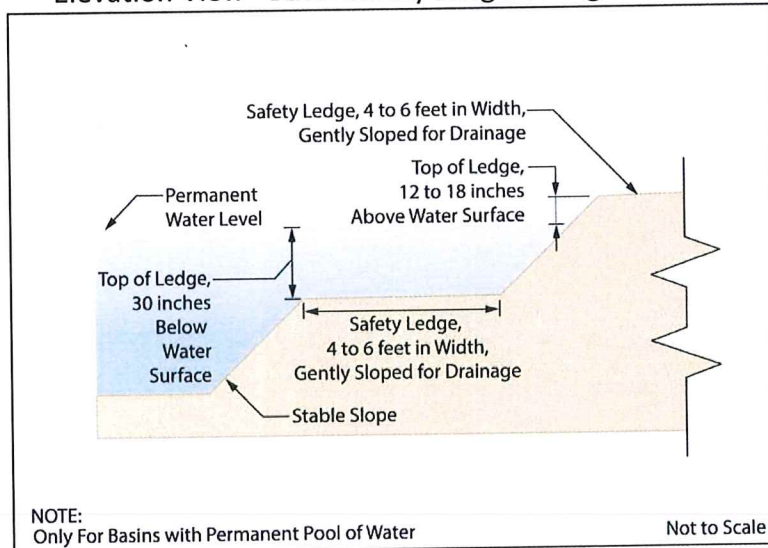 Safety Ledge, 4 to 6 feet in Width,
Gently Sloped for Drainage
Top of Ledge,
12 to 18 inches
Above Water Surface
Permanent
Water Level
Top of Ledge,
30 inches
Below
Water
Surface
Safety Ledge,
4 to 6 feet in Width,
Gently Sloped for Drainage
Stable Slope
NOTE:
Only For Basins with Permanent Pool of Water
Not to Scale